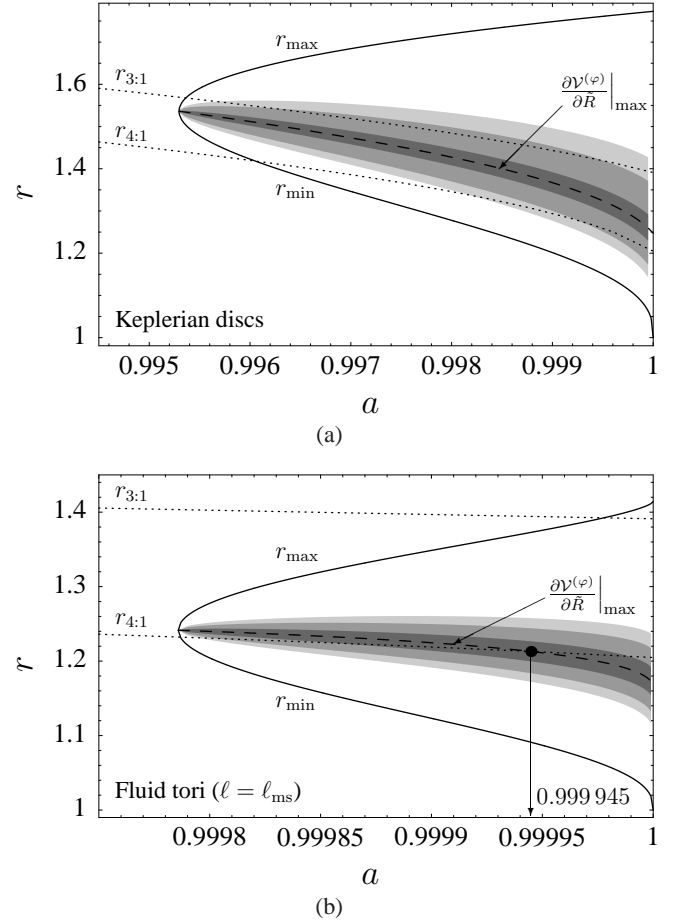 r_max
1.6
r_3:1
∂𝒱^(φ)/∂R̃ |_max
r_4:1
1.4
r
r_min
1.2
Keplerian discs
1
0.995 0.996 0.997 0.998 0.999 1
a
(a)
r_3:1
1.4
r_max
1.3
∂𝒱^(φ)/∂R̃ |_max
r_4:1
1.2
r
r_min
1.1
Fluid tori (ℓ = ℓ_ms)
0.999 945
1
0.9998 0.99985 0.9999 0.99995 1
a
(b)